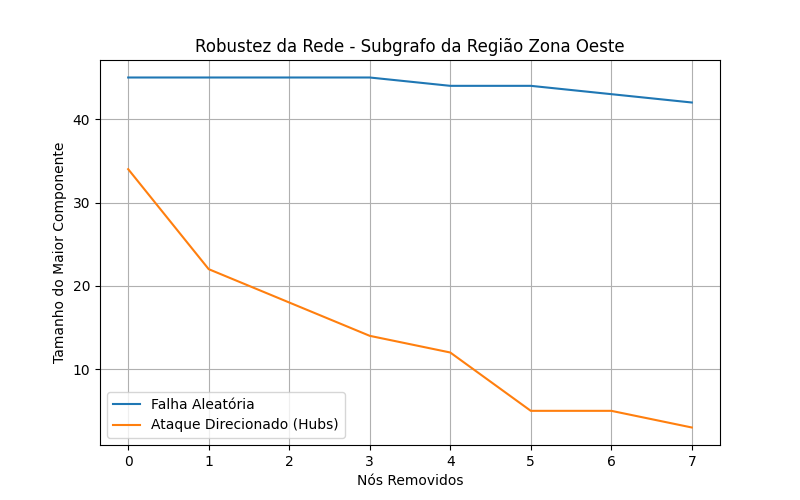 Robustez da Rede - Subgrafo da Região Zona Oeste
Tamanho do Maior Componente
40
30
20
10
Falha Aleatória
Ataque Direcionado (Hubs)
0 1 2 3 4 5 6 7
Nós Removidos